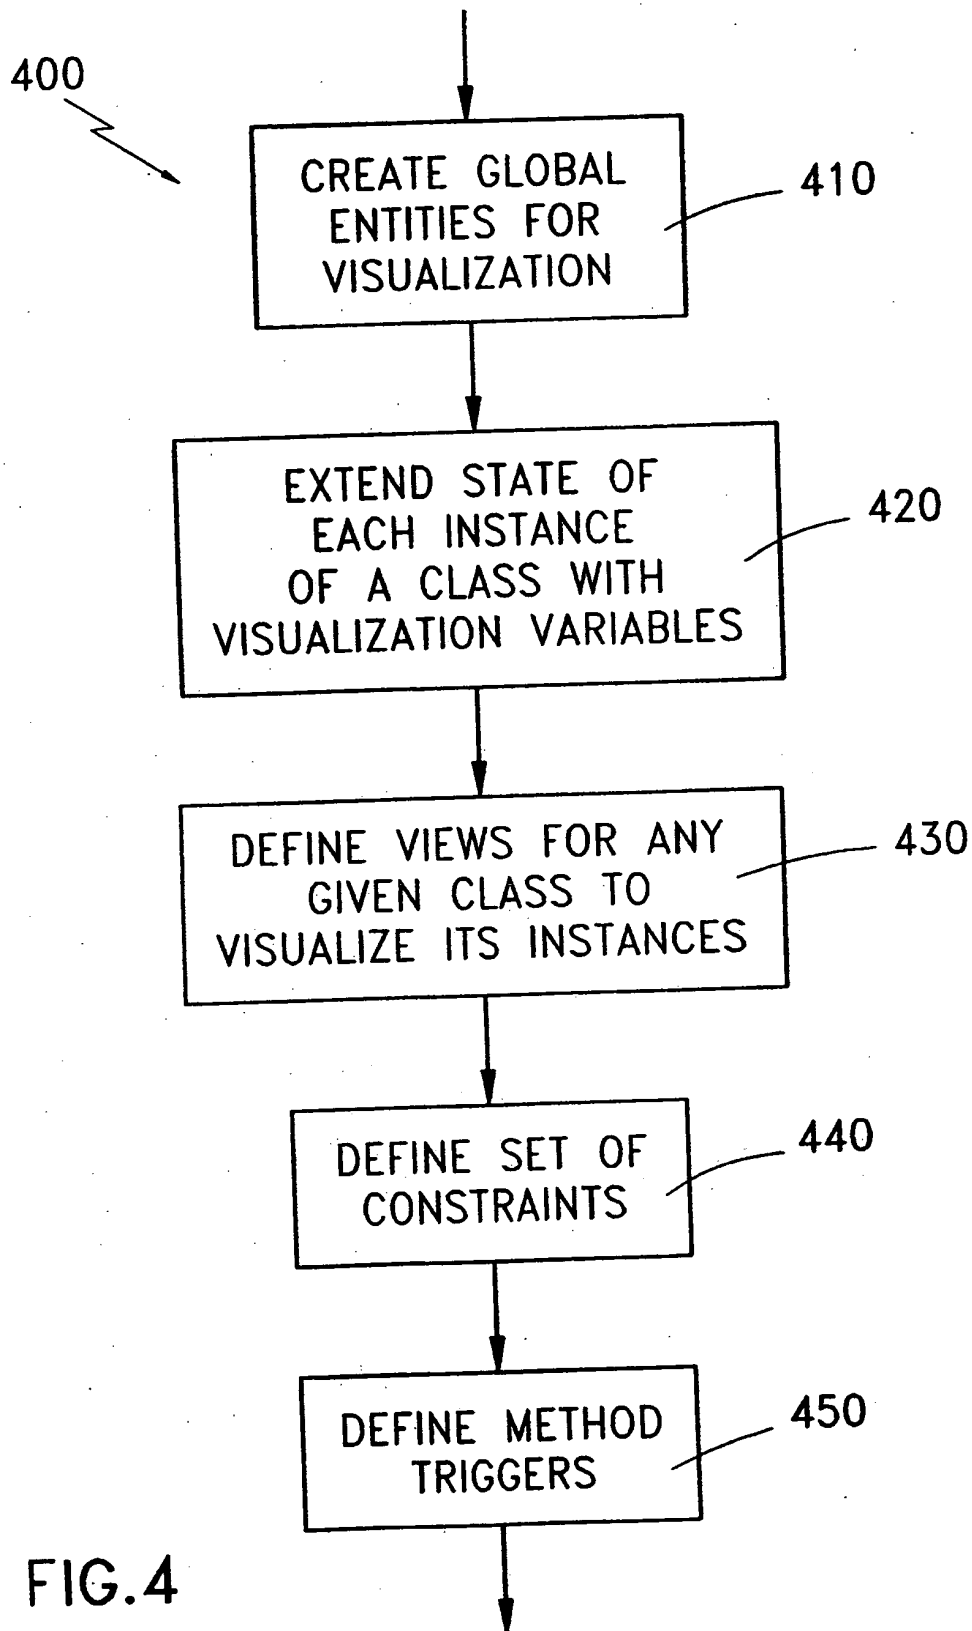 400
CREATE GLOBAL
ENTITIES FOR
VISUALIZATION
410
EXTEND STATE OF
EACH INSTANCE
OF A CLASS WITH
VISUALIZATION VARIABLES
420
DEFINE VIEWS FOR ANY
GIVEN CLASS TO
VISUALIZE ITS INSTANCES
430
DEFINE SET OF
CONSTRAINTS
440
DEFINE METHOD
TRIGGERS
450
FIG.4